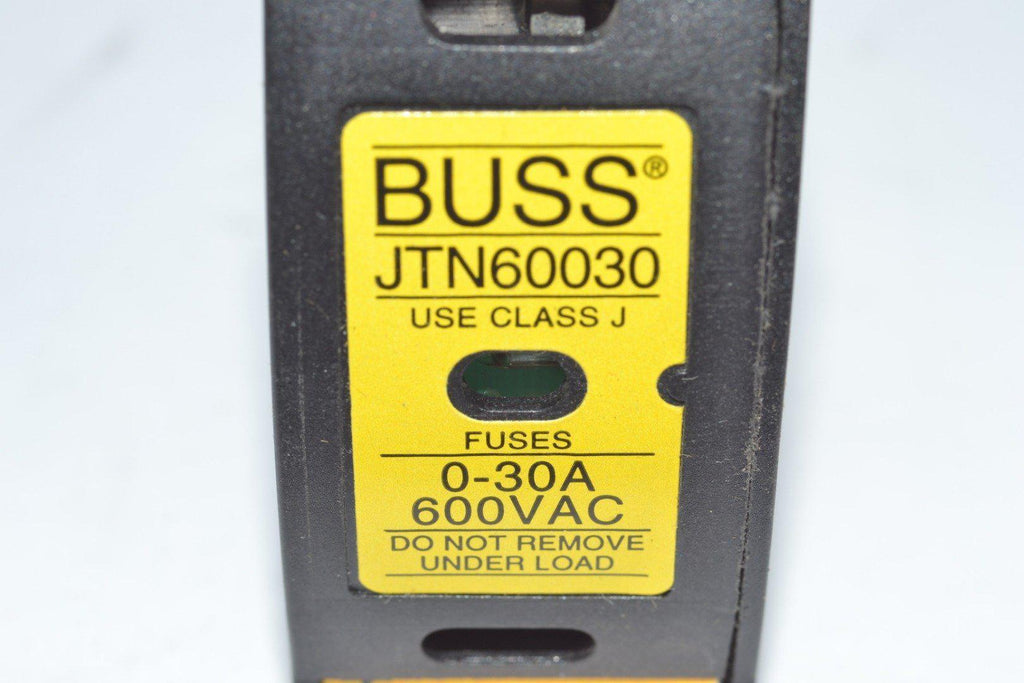 BUSS®
JTN60030
USE CLASS J
FUSES
0-30A
600VAC
DO NOT REMOVE
UNDER LOAD